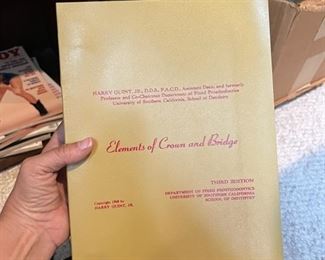 HARRY QUINT, JR., D.D.S., F.A.C.D., Assistant Dean; and formerly
Professor and Co-Chairman Department of Fixed Prosthodontics
University of Southern California, School of Dentistry
Elements of Crown and Bridge
THIRD EDITION
DEPARTMENT OF FIXED PROSTHODONTICS
UNIVERSITY OF SOUTHERN CALIFORNIA
SCHOOL OF DENTISTRY
Copyright 1968 by
HARRY QUINT, JR.